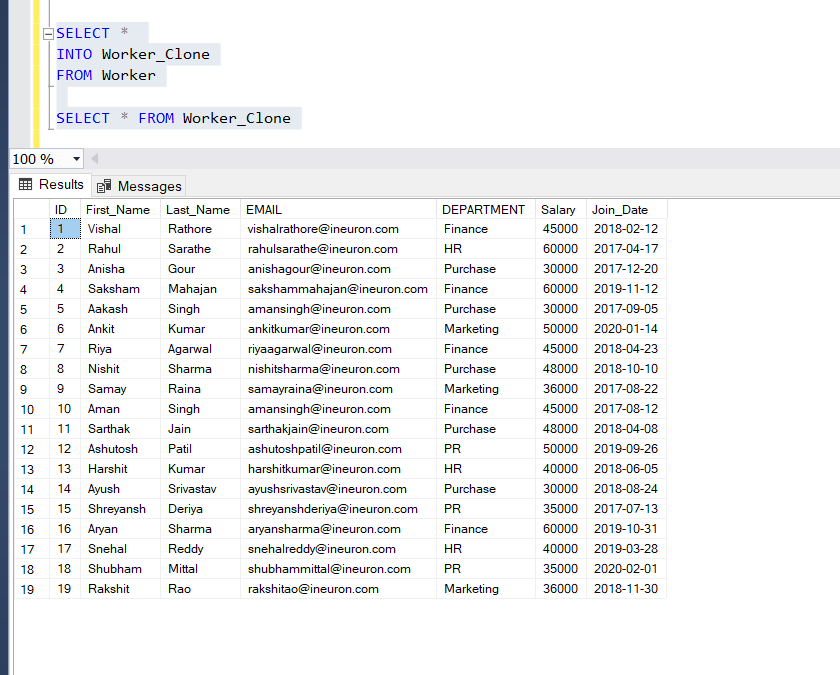 SELECT *
INTO Worker_Clone
FROM Worker
SELECT * FROM Worker_Clone
100 %
Results Messages
ID First_Name Last_Name EMAIL DEPARTMENT Salary Join_Date
1 1 Vishal Rathore vishalrathore@ineuron.com Finance 45000 2018-02-12
2 2 Rahul Sarathe rahulsarathe@ineuron.com HR 60000 2017-04-17
3 3 Anisha Gour anishagour@ineuron.com Purchase 30000 2017-12-20
4 4 Saksham Mahajan sakshammahajan@ineuron.com Finance 60000 2019-11-12
5 5 Aakash Singh amansingh@ineuron.com Purchase 30000 2017-09-05
6 6 Ankit Kumar ankitkumar@ineuron.com Marketing 50000 2020-01-14
7 7 Riya Agarwal riyaagarwal@ineuron.com Finance 45000 2018-04-23
8 8 Nishit Sharma nishitsharma@ineuron.com Purchase 48000 2018-10-10
9 9 Samay Raina samayraina@ineuron.com Marketing 36000 2017-08-22
10 10 Aman Singh amansingh@ineuron.com Finance 45000 2017-08-12
11 11 Sarthak Jain sarthakjain@ineuron.com Purchase 48000 2018-04-08
12 12 Ashutosh Patil ashutoshpatil@ineuron.com PR 50000 2019-09-26
13 13 Harshit Kumar harshitkumar@ineuron.com HR 40000 2018-06-05
14 14 Ayush Srivastav ayushsrivastav@ineuron.com Purchase 30000 2018-08-24
15 15 Shreyansh Deriya shreyanshderiya@ineuron.com PR 35000 2017-07-13
16 16 Aryan Sharma aryansharma@ineuron.com Finance 60000 2019-10-31
17 17 Snehal Reddy snehalreddy@ineuron.com HR 40000 2019-03-28
18 18 Shubham Mittal shubhammittal@ineuron.com PR 35000 2020-02-01
19 19 Rakshit Rao rakshitao@ineuron.com Marketing 36000 2018-11-30